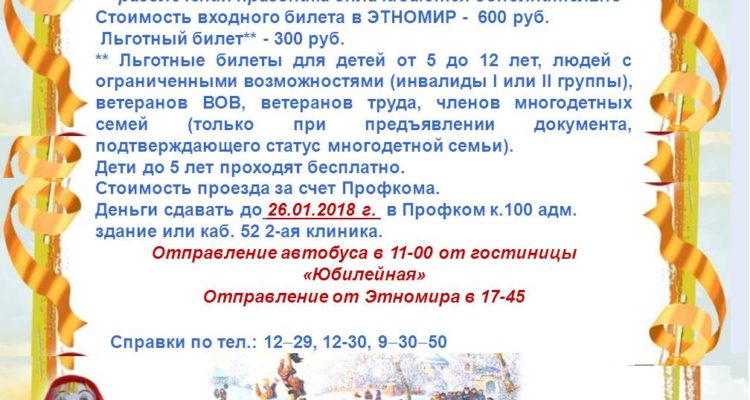 Стоимость входного билета в ЭТНОМИР - 600 руб.
Льготный билет** - 300 руб.
** Льготные билеты для детей от 5 до 12 лет, людей с
ограниченными возможностями (инвалиды I или II группы),
ветеранов ВОВ, ветеранов труда, членов многодетных
семей (только при предъявлении документа,
подтверждающего статус многодетной семьи).
Дети до 5 лет проходят бесплатно.
Стоимость проезда за счет Профкома.
Деньги сдавать до 26.01.2018 г. в Профком к.100 адм.
здание или каб. 52 2-ая клиника.
Отправление автобуса в 11-00 от гостиницы
«Юбилейная»
Отправление от Этномира в 17-45
Справки по тел.: 12–29, 12-30, 9–30–50